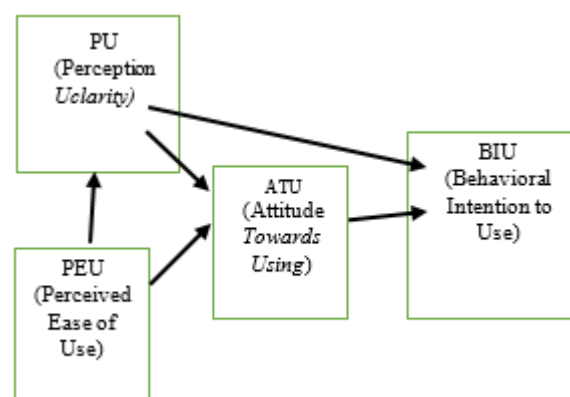 PU
(Perception
Uclarity)
ATU
(Attitude
Towards
Using)
BIU
(Behavioral
Intention to
Use)
PEU
(Perceived
Ease of
Use)